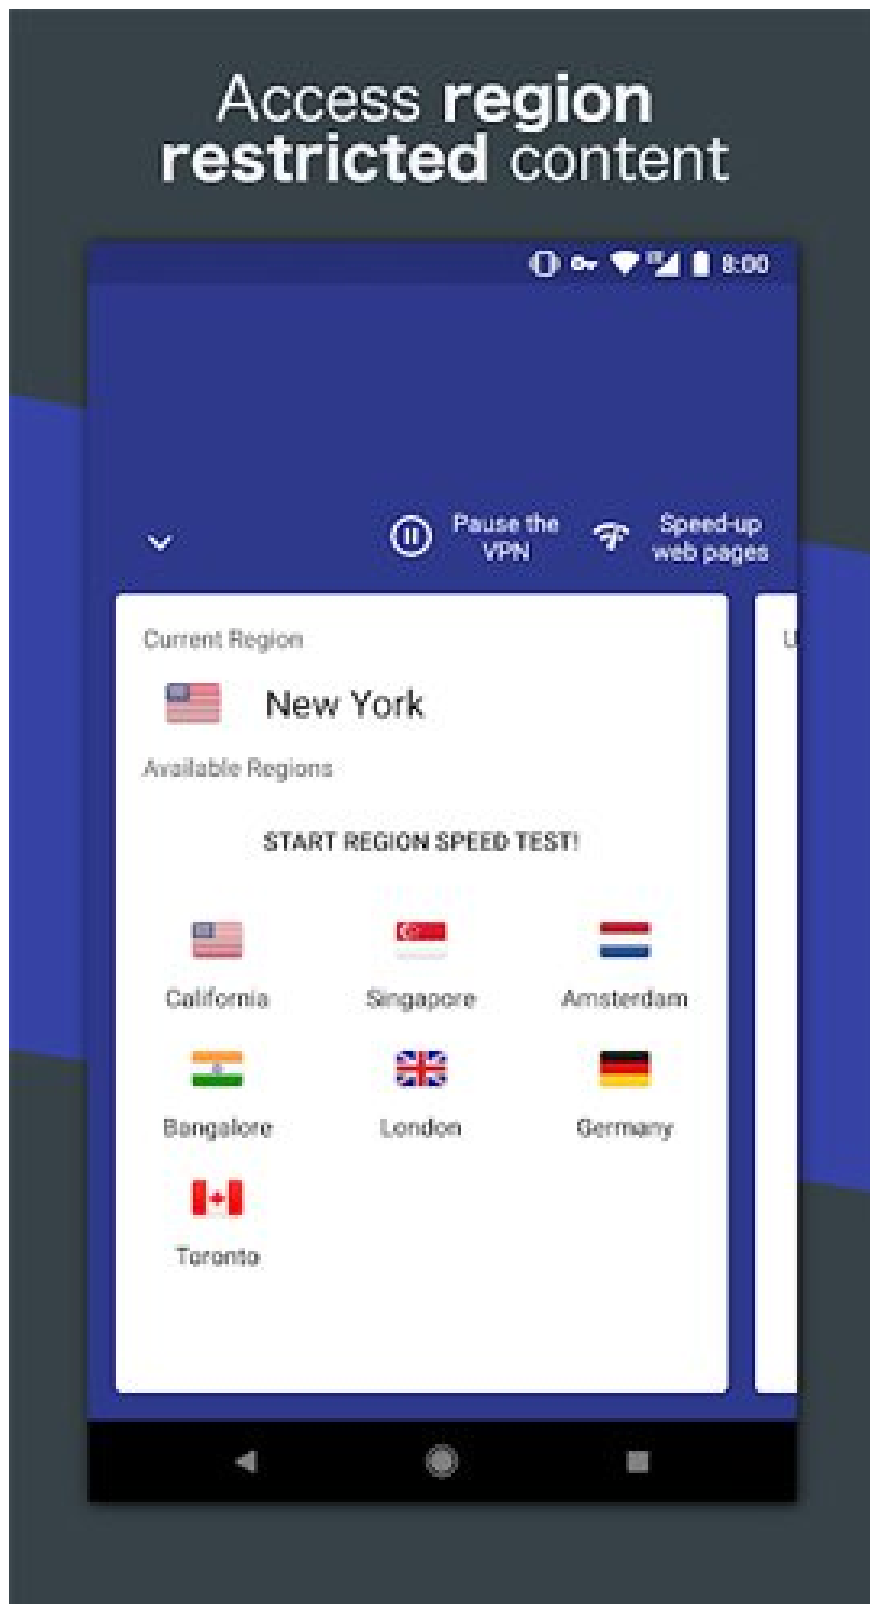 Access region
restricted content
8:00
Pause the
VPN
Speed-up
web pages
Current Region
New York
Available Regions
START REGION SPEED TEST!
California
Singapore
Amsterdam
Bangalore
London
Germany
Toronto